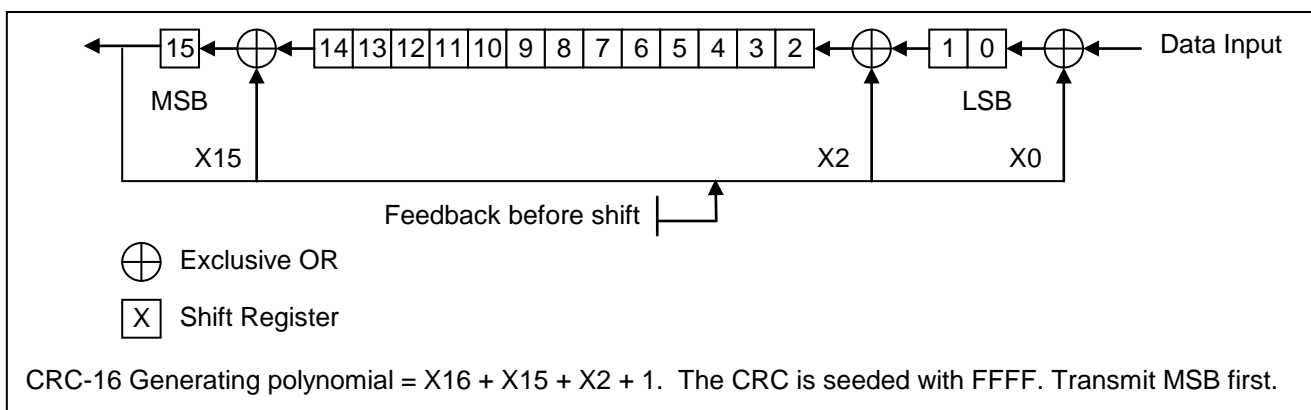 15 14 13 12 11 10 9 8 7 6 5 4 3 2 1 0 Data Input
MSB LSB
X15 X2 X0
Feedback before shift
Exclusive OR
X Shift Register
CRC-16 Generating polynomial = X16 + X15 + X2 + 1. The CRC is seeded with FFFF. Transmit MSB first.